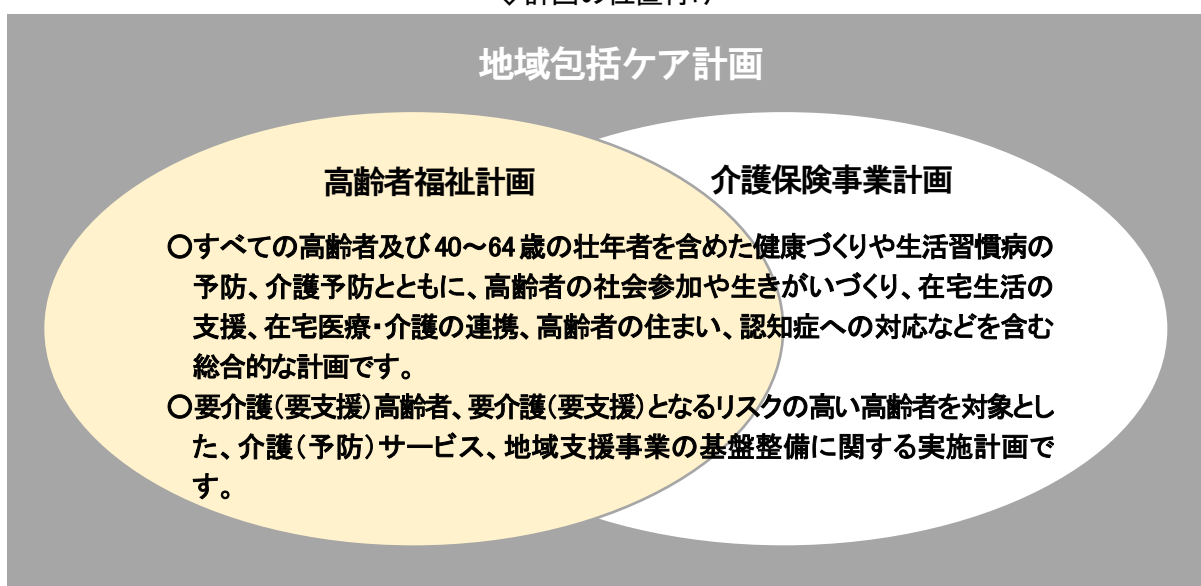 地域包括ケア計画
高齢者福祉計画
介護保険事業計画
○すべての高齢者及び40～64歳の壮年者を含めた健康づくりや生活習慣病の
予防、介護予防とともに、高齢者の社会参加や生きがいづくり、在宅生活の
支援、在宅医療・介護の連携、高齢者の住まい、認知症への対応などを含む
総合的な計画です。
○要介護（要支援）高齢者、要介護（要支援）となるリスクの高い高齢者を対象とし
た、介護（予防）サービス、地域支援事業の基盤整備に関する実施計画で
す。